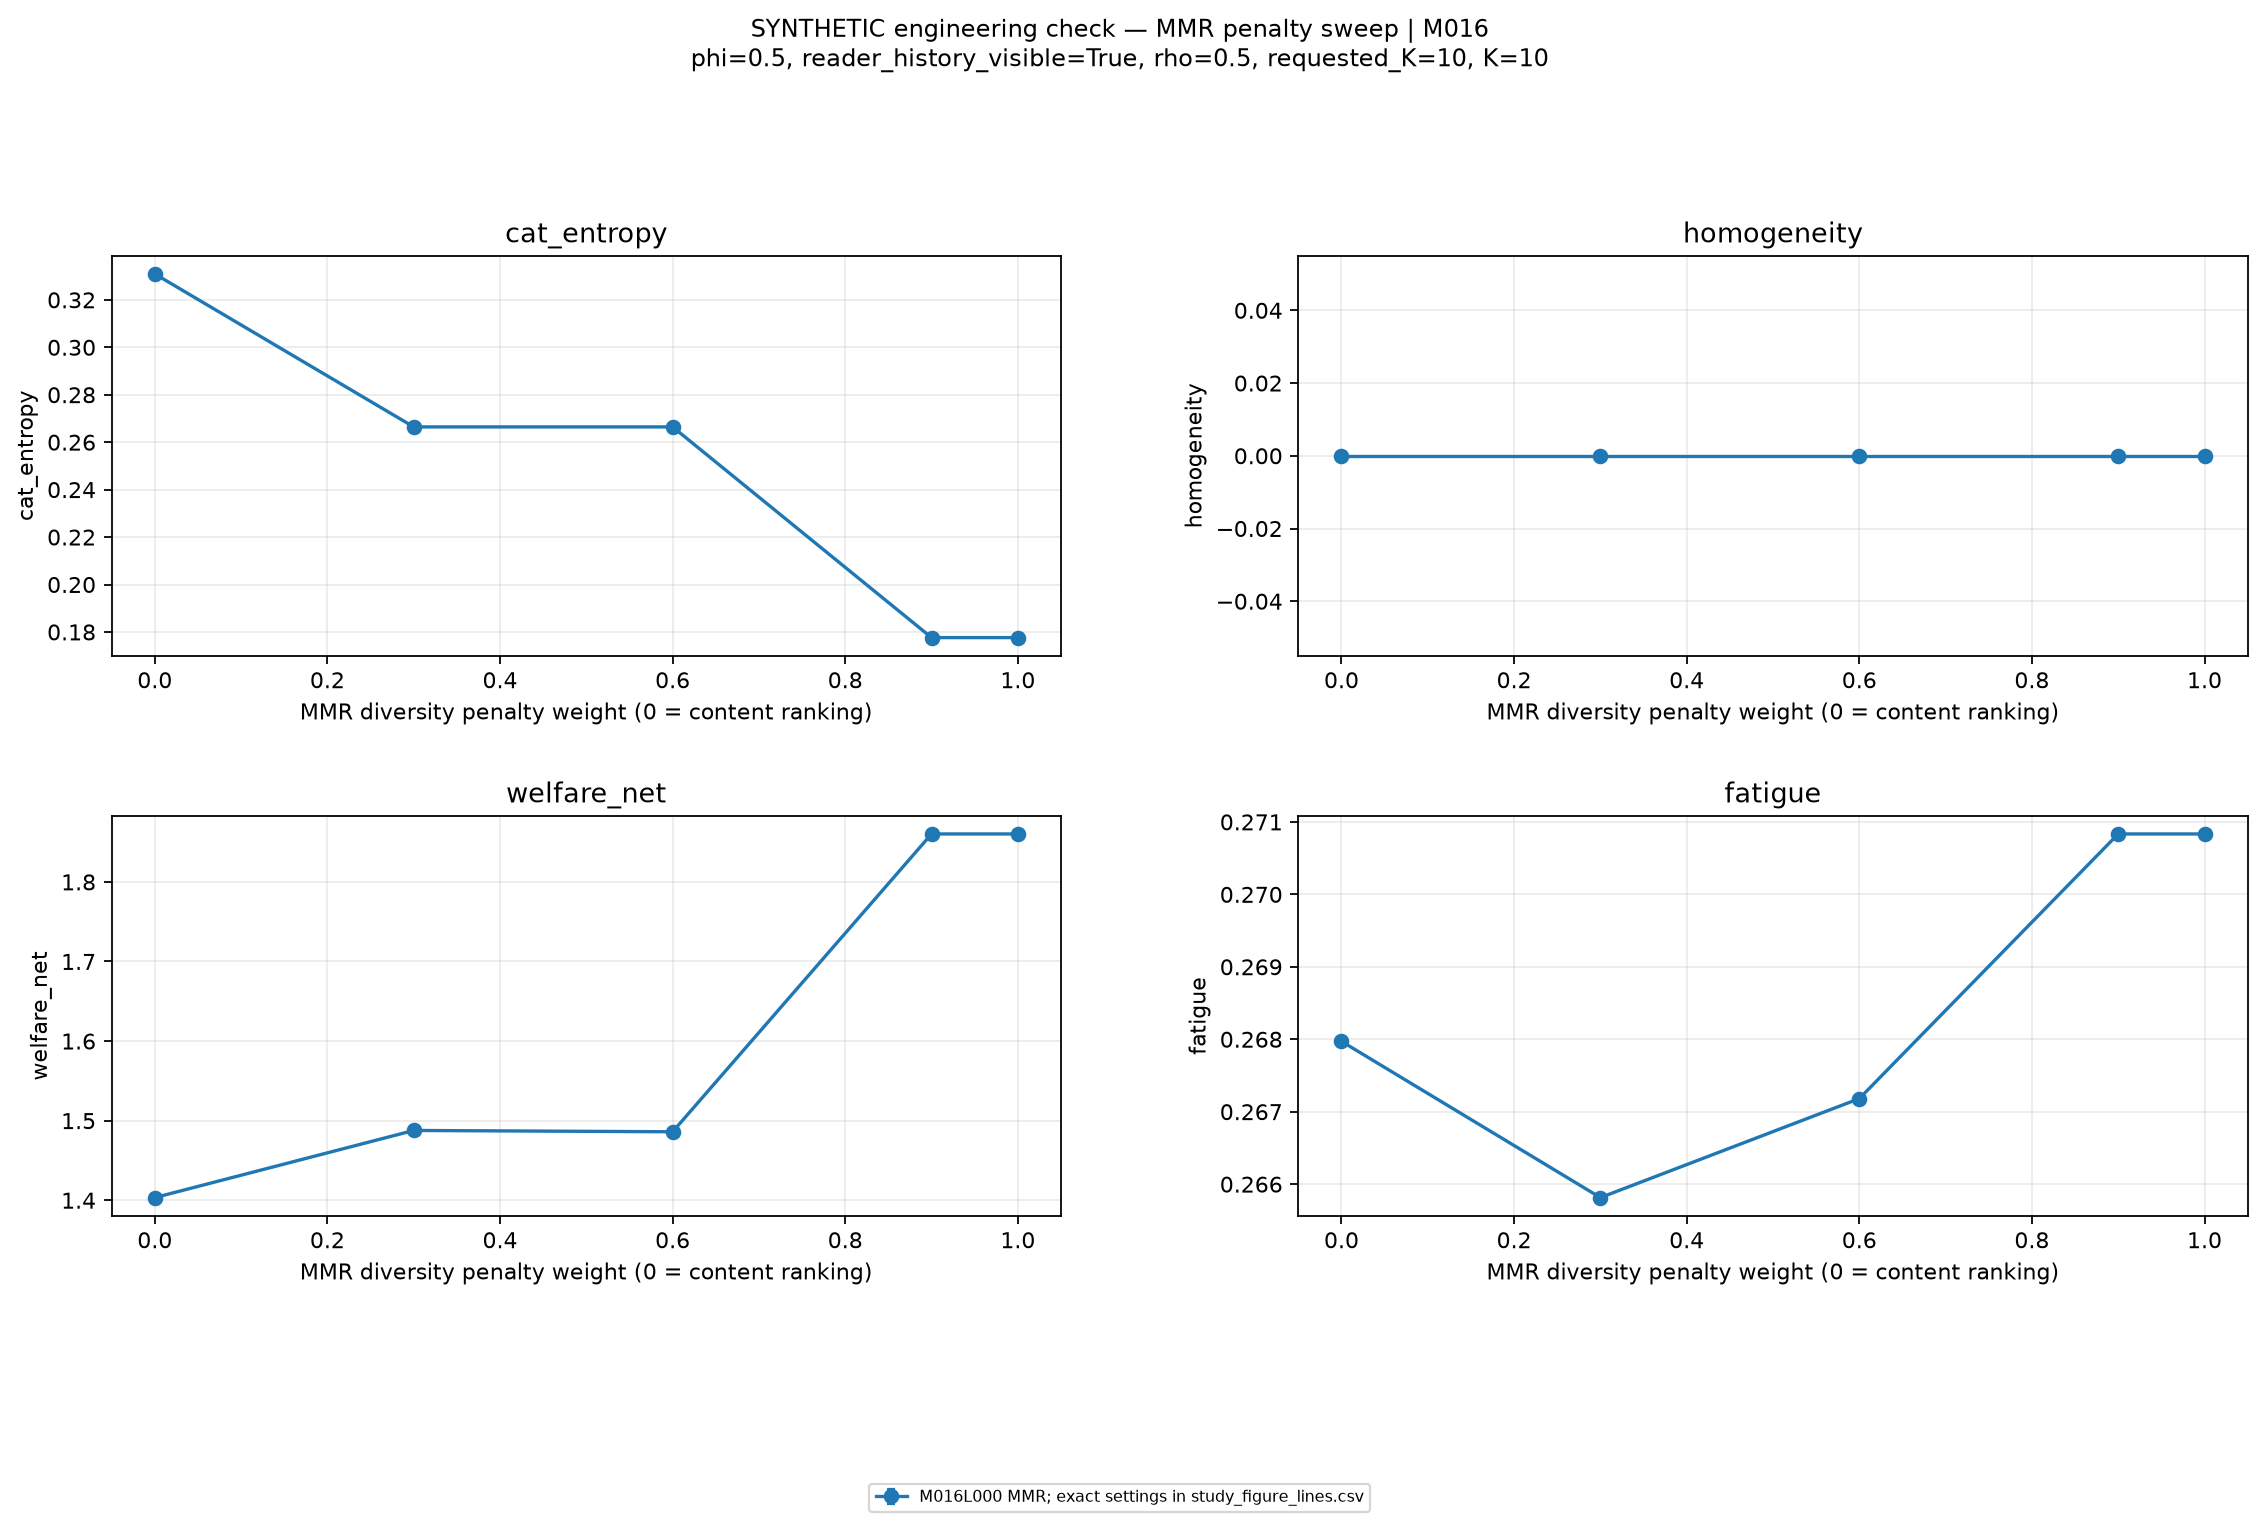 SYNTHETIC engineering check — MMR penalty sweep | M016
phi=0.5, reader_history_visible=True, rho=0.5, requested_K=10, K=10
cat_entropy
cat_entropy
0.32
0.30
0.28
0.26
0.24
0.22
0.20
0.18
0.0 0.2 0.4 0.6 0.8 1.0
MMR diversity penalty weight (0 = content ranking)
homogeneity
homogeneity
0.04
0.02
0.00
−0.02
−0.04
0.0 0.2 0.4 0.6 0.8 1.0
MMR diversity penalty weight (0 = content ranking)
welfare_net
welfare_net
1.8
1.7
1.6
1.5
1.4
0.0 0.2 0.4 0.6 0.8 1.0
MMR diversity penalty weight (0 = content ranking)
fatigue
fatigue
0.271
0.270
0.269
0.268
0.267
0.266
0.0 0.2 0.4 0.6 0.8 1.0
MMR diversity penalty weight (0 = content ranking)
M016L000 MMR; exact settings in study_figure_lines.csv